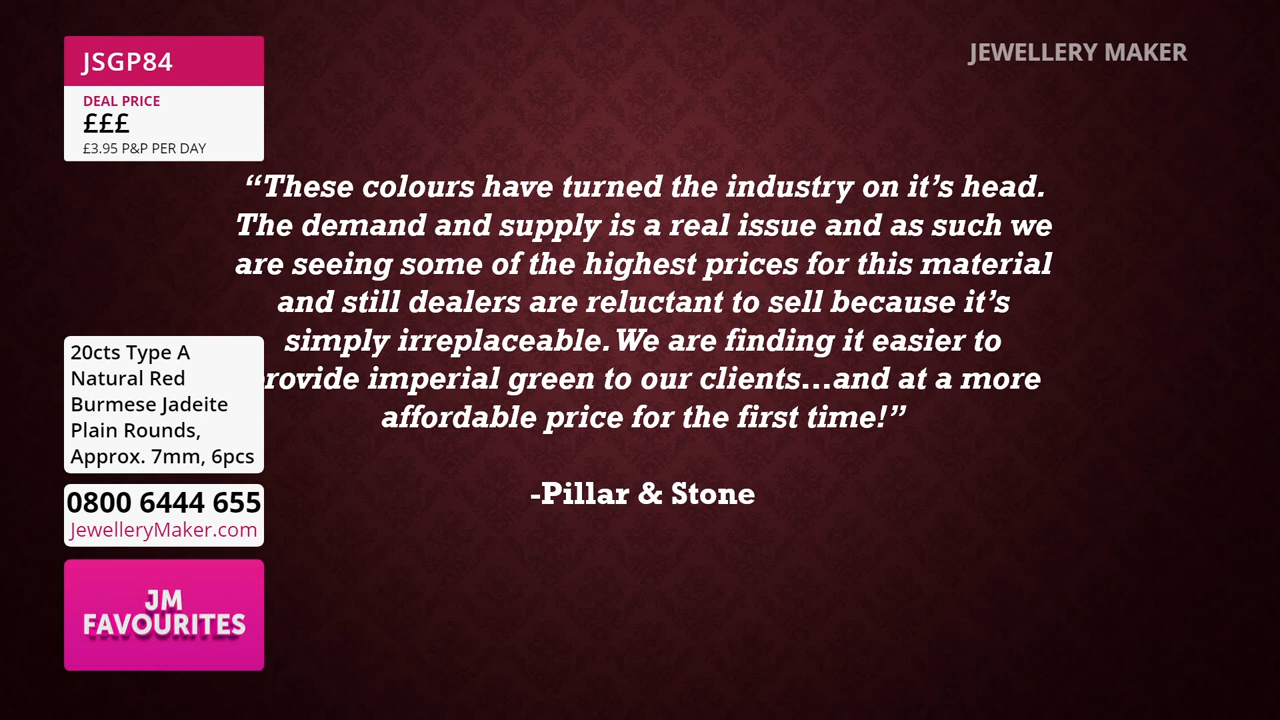 JSGP84
DEAL PRICE
£££
£3.95 P&P PER DAY
JEWELLERY MAKER
“These colours have turned the industry on it’s head.
The demand and supply is a real issue and as such we
are seeing some of the highest prices for this material
and still dealers are reluctant to sell because it’s
simply irreplaceable. We are finding it easier to
rovide imperial green to our clients...and at a more
affordable price for the first time!”
-Pillar & Stone
20cts Type A
Natural Red
Burmese Jadeite
Plain Rounds,
Approx. 7mm, 6pcs
0800 6444 655
JewelleryMaker.com
JM
FAVOURITES